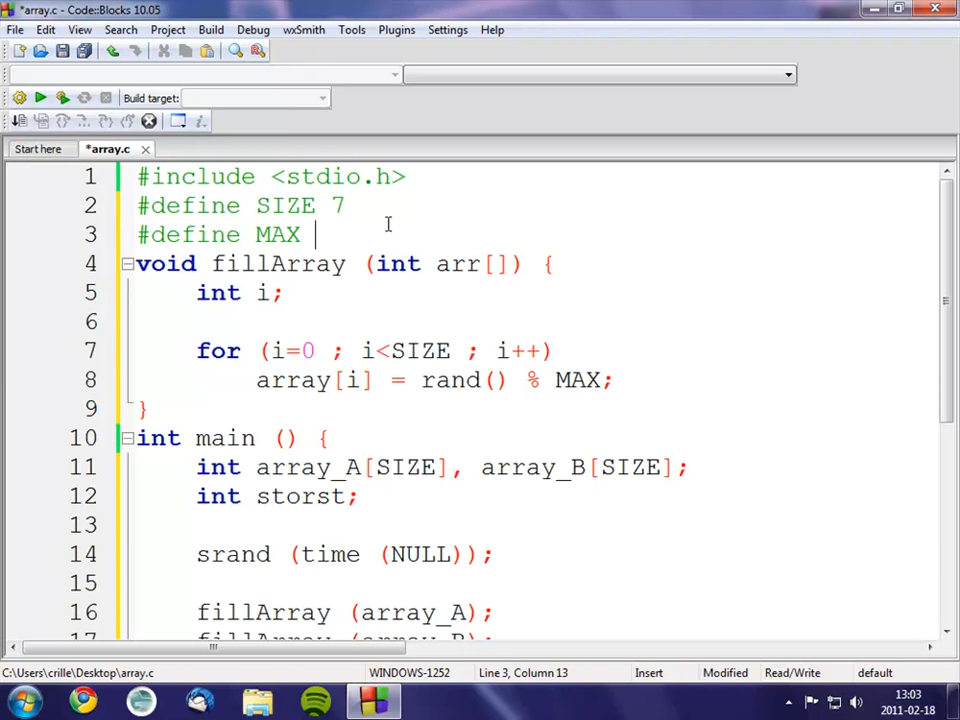 *array.c - Code::Blocks 10.05
File Edit View Search Project Build Debug wxSmith Tools Plugins Settings Help
Build target:
Start here *array.c
1 #include <stdio.h>
2 #define SIZE 7
3 #define MAX
4 void fillArray (int arr[]) {
5 int i;
6
7 for (i=0 ; i<SIZE ; i++)
8 array[i] = rand() % MAX;
9 }
10 int main () {
11 int array_A[SIZE], array_B[SIZE];
12 int storst;
13
14 srand (time (NULL));
15
16 fillArray (array_A);
17 fillArray (array_B);
C:\Users\crille\Desktop\array.c WINDOWS-1252 Line 3, Column 13 Insert Modified Read/Write default
13:03
2011-02-18